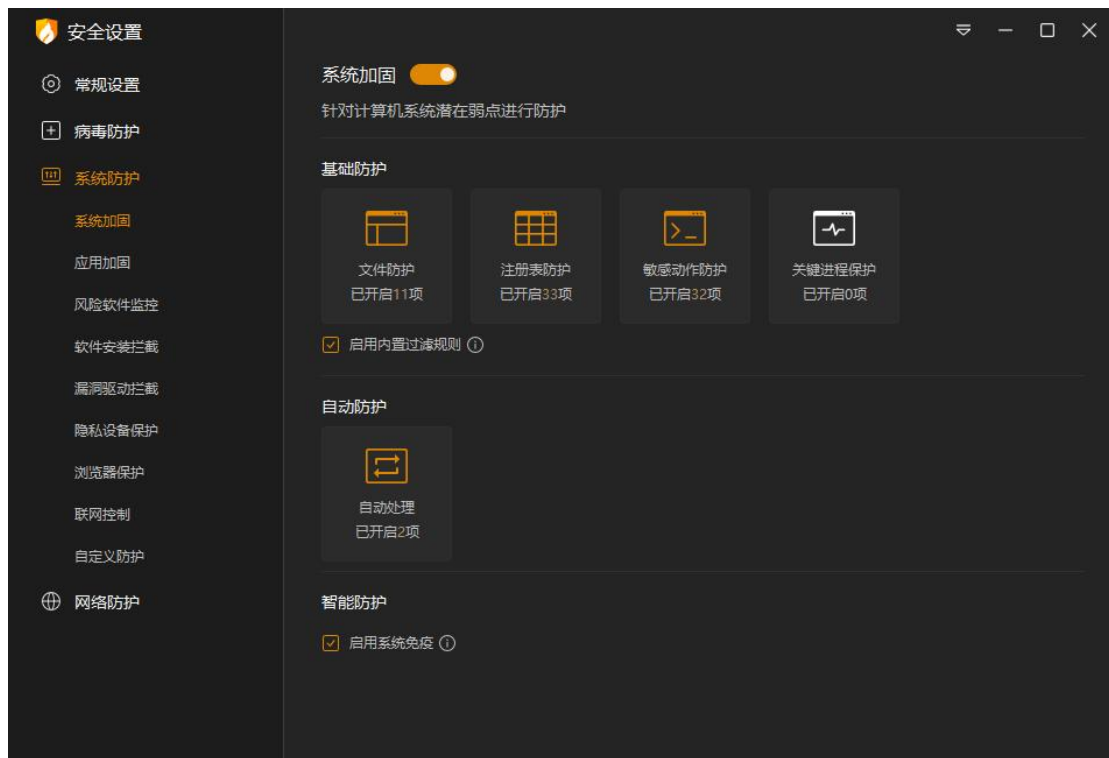 安全设置
常规设置
病毒防护
系统防护
系统加固
应用加固
风险软件监控
软件安装拦截
漏洞驱动拦截
隐私设备保护
浏览器保护
联网控制
自定义防护
网络防护
系统加固
针对计算机系统潜在弱点进行防护
基础防护
文件防护
已开启11项
注册表防护
已开启33项
敏感动作防护
已开启32项
关键进程保护
已开启0项
启用内置过滤规则
自动防护
自动处理
已开启2项
智能防护
启用系统免疫